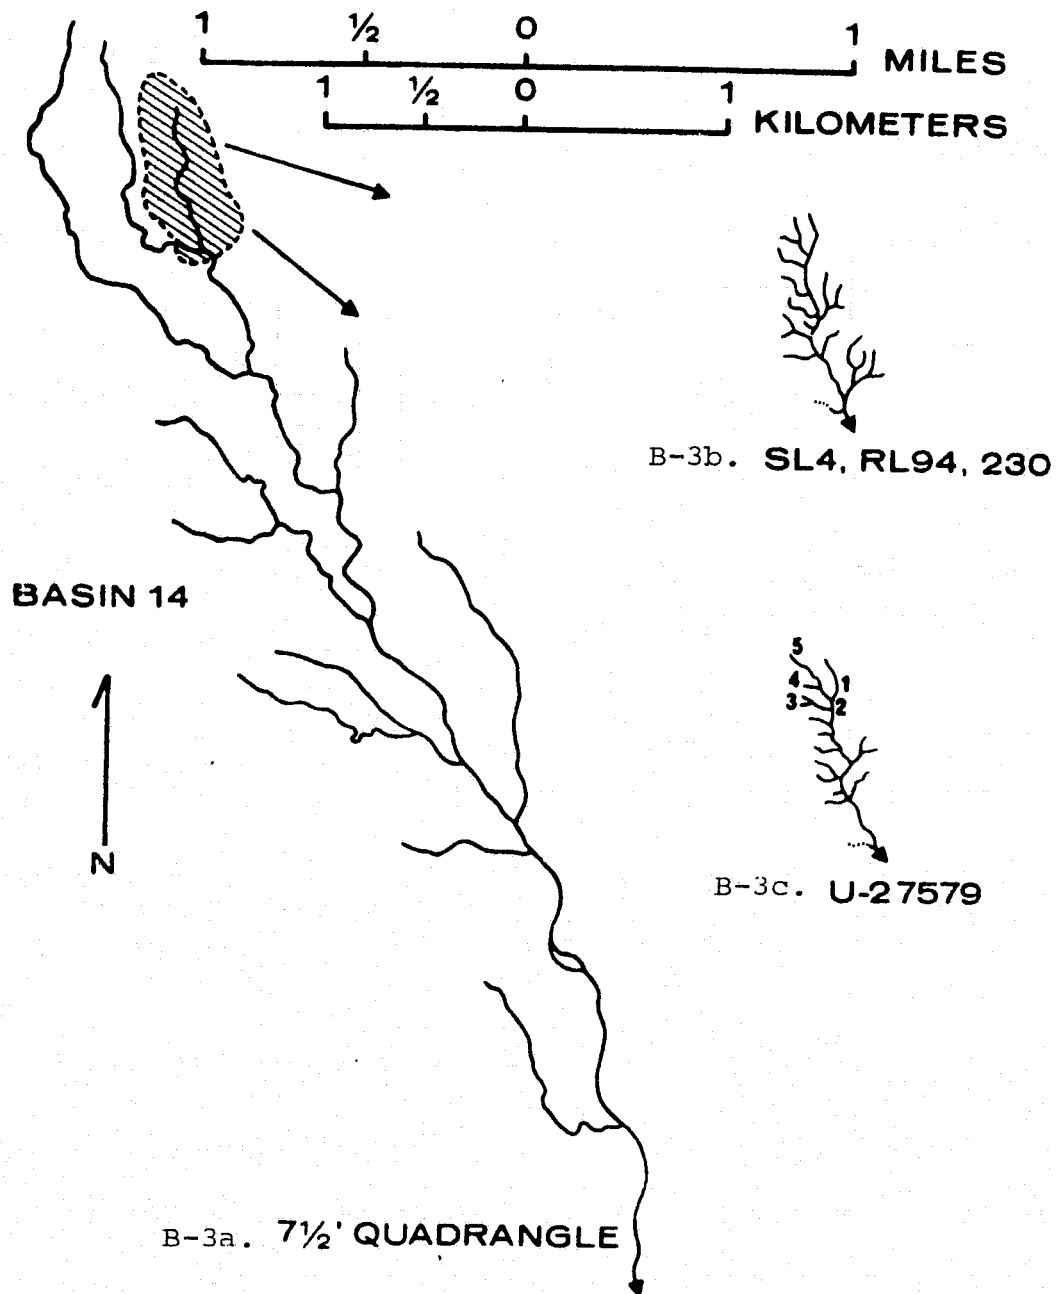 1 ½ 0 1 MILES
1 ½ 0 1 KILOMETERS
B-3b. SL4, RL94, 230
BASIN 14
5
4 1
3 2
N
B-3c. U-27579
B-3a. 7½' QUADRANGLE